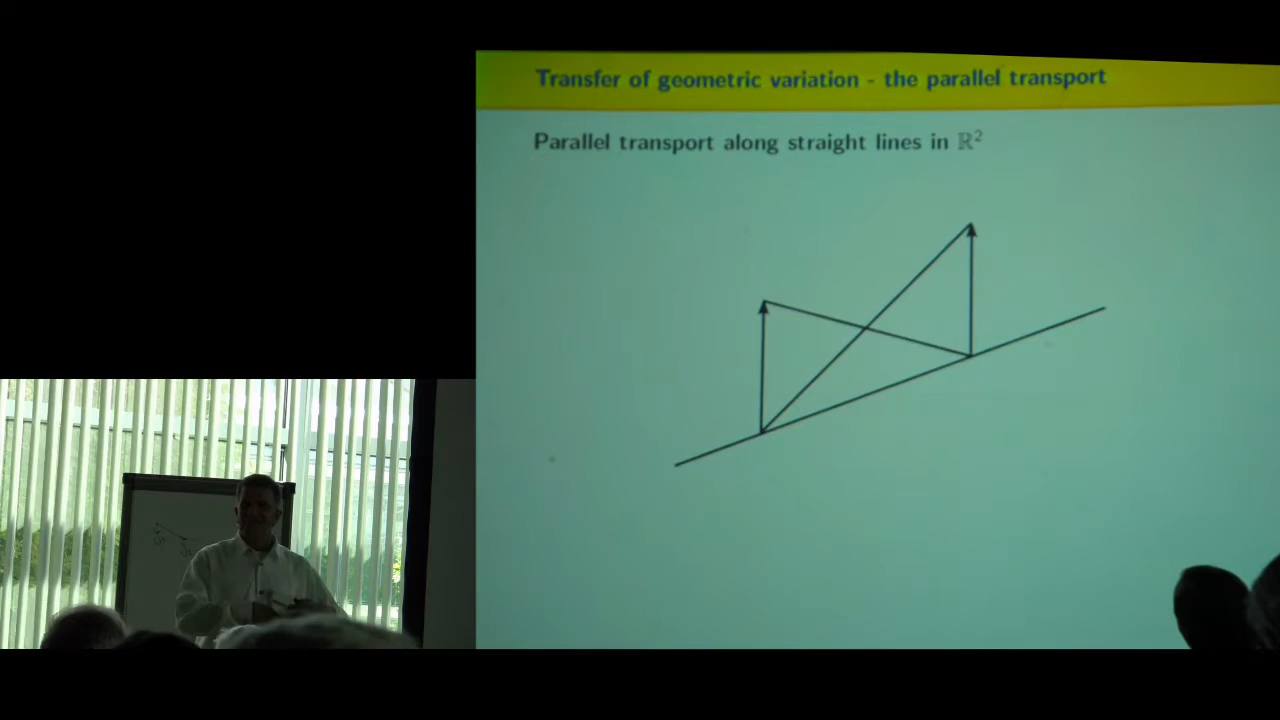 Transfer of geometric variation - the parallel transport
Parallel transport along straight lines in ℝ²